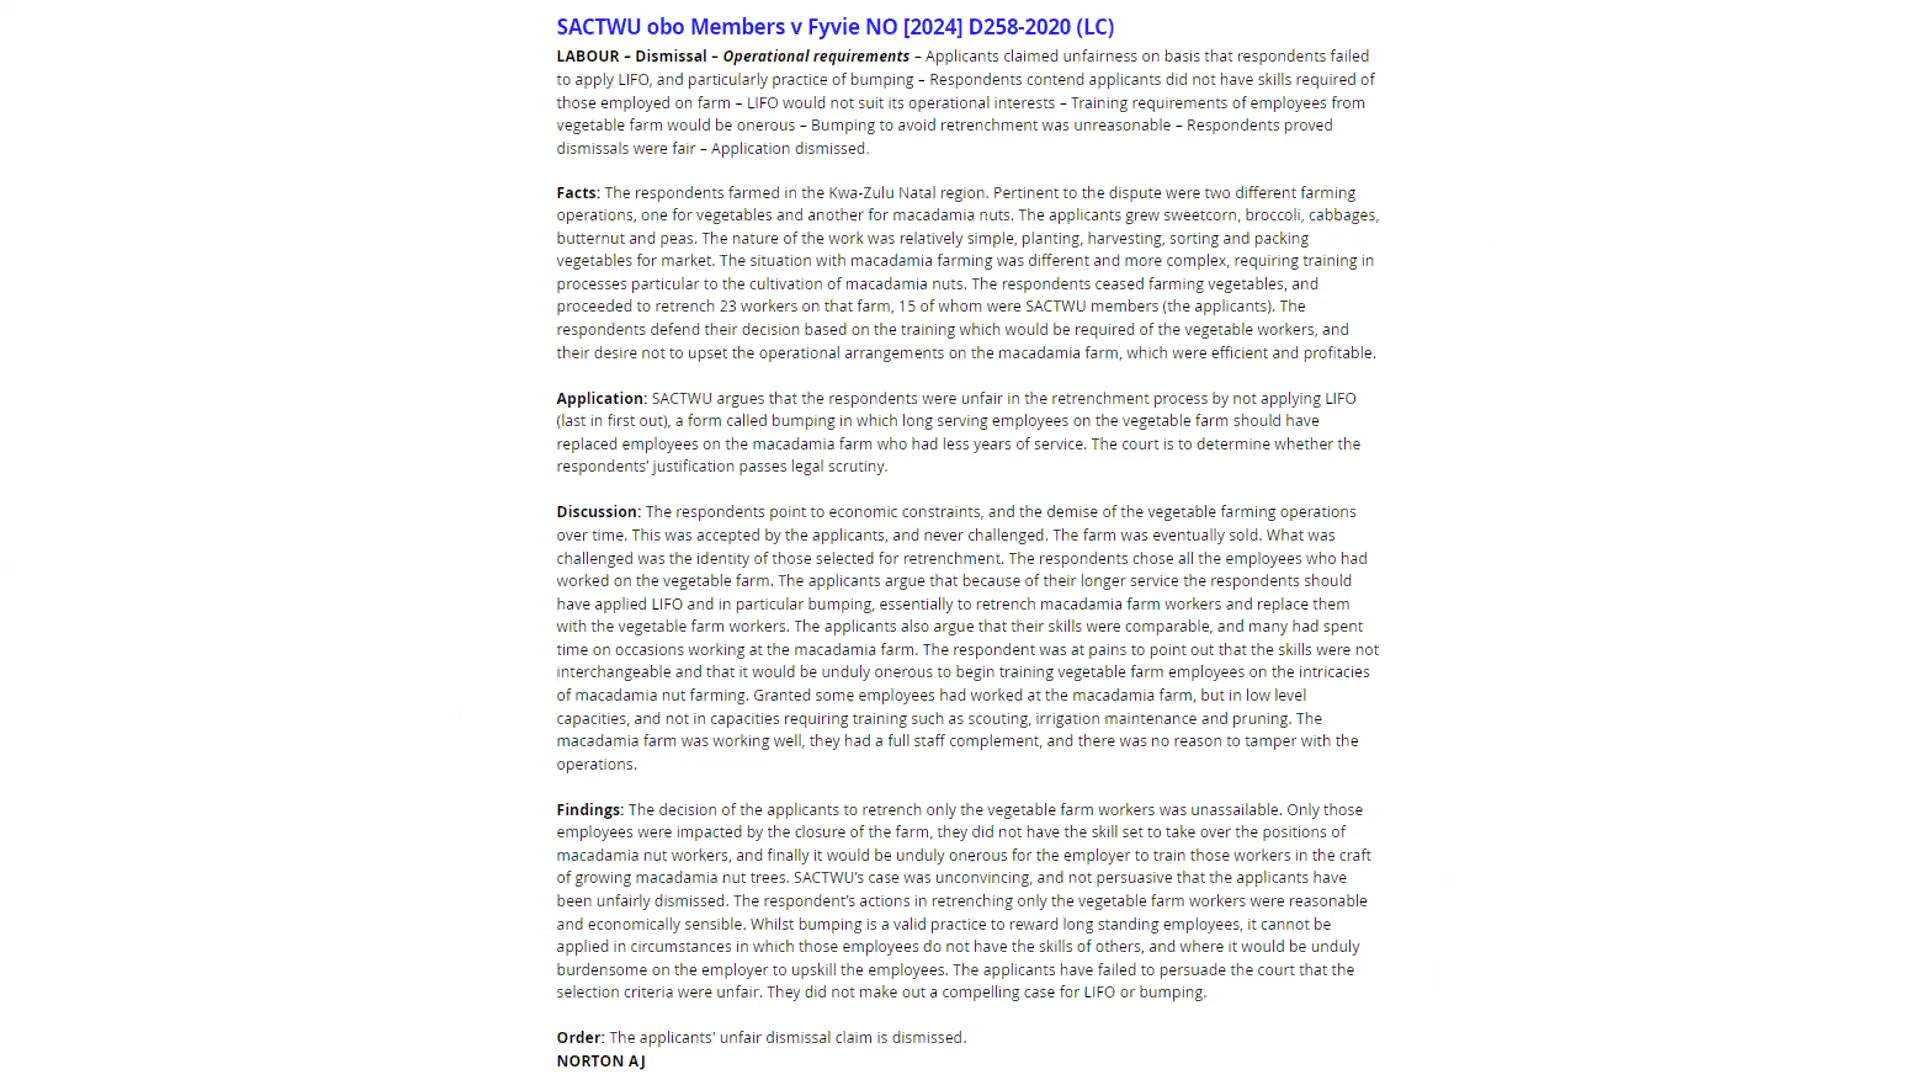 SACTWU obo Members v Fyvie NO [2024] D258-2020 (LC)
LABOUR – Dismissal – Operational requirements – Applicants claimed unfairness on basis that respondents failed
to apply LIFO, and particularly practice of bumping – Respondents contend applicants did not have skills required of
those employed on farm – LIFO would not suit its operational interests – Training requirements of employees from
vegetable farm would be onerous – Bumping to avoid retrenchment was unreasonable – Respondents proved
dismissals were fair – Application dismissed.
Facts: The respondents farmed in the Kwa-Zulu Natal region. Pertinent to the dispute were two different farming
operations, one for vegetables and another for macadamia nuts. The applicants grew sweetcorn, broccoli, cabbages,
butternut and peas. The nature of the work was relatively simple, planting, harvesting, sorting and packing
vegetables for market. The situation with macadamia farming was different and more complex, requiring training in
processes particular to the cultivation of macadamia nuts. The respondents ceased farming vegetables, and
proceeded to retrench 23 workers on that farm, 15 of whom were SACTWU members (the applicants). The
respondents defend their decision based on the training which would be required of the vegetable workers, and
their desire not to upset the operational arrangements on the macadamia farm, which were efficient and profitable.
Application: SACTWU argues that the respondents were unfair in the retrenchment process by not applying LIFO
(last in first out), a form called bumping in which long serving employees on the vegetable farm should have
replaced employees on the macadamia farm who had less years of service. The court is to determine whether the
respondents' justification passes legal scrutiny.
Discussion: The respondents point to economic constraints, and the demise of the vegetable farming operations
over time. This was accepted by the applicants, and never challenged. The farm was eventually sold. What was
challenged was the identity of those selected for retrenchment. The respondents chose all the employees who had
worked on the vegetable farm. The applicants argue that because of their longer service the respondents should
have applied LIFO and in particular bumping, essentially to retrench macadamia farm workers and replace them
with the vegetable farm workers. The applicants also argue that their skills were comparable, and many had spent
time on occasions working at the macadamia farm. The respondent was at pains to point out that the skills were not
interchangeable and that it would be unduly onerous to begin training vegetable farm employees on the intricacies
of macadamia nut farming. Granted some employees had worked at the macadamia farm, but in low level
capacities, and not in capacities requiring training such as scouting, irrigation maintenance and pruning. The
macadamia farm was working well, they had a full staff complement, and there was no reason to tamper with the
operations.
Findings: The decision of the applicants to retrench only the vegetable farm workers was unassailable. Only those
employees were impacted by the closure of the farm, they did not have the skill set to take over the positions of
macadamia nut workers, and finally it would be unduly onerous for the employer to train those workers in the craft
of growing macadamia nut trees. SACTWU's case was unconvincing, and not persuasive that the applicants have
been unfairly dismissed. The respondent's actions in retrenching only the vegetable farm workers were reasonable
and economically sensible. Whilst bumping is a valid practice to reward long standing employees, it cannot be
applied in circumstances in which those employees do not have the skills of others, and where it would be unduly
burdensome on the employer to upskill the employees. The applicants have failed to persuade the court that the
selection criteria were unfair. They did not make out a compelling case for LIFO or bumping.
Order: The applicants' unfair dismissal claim is dismissed.
NORTON AJ